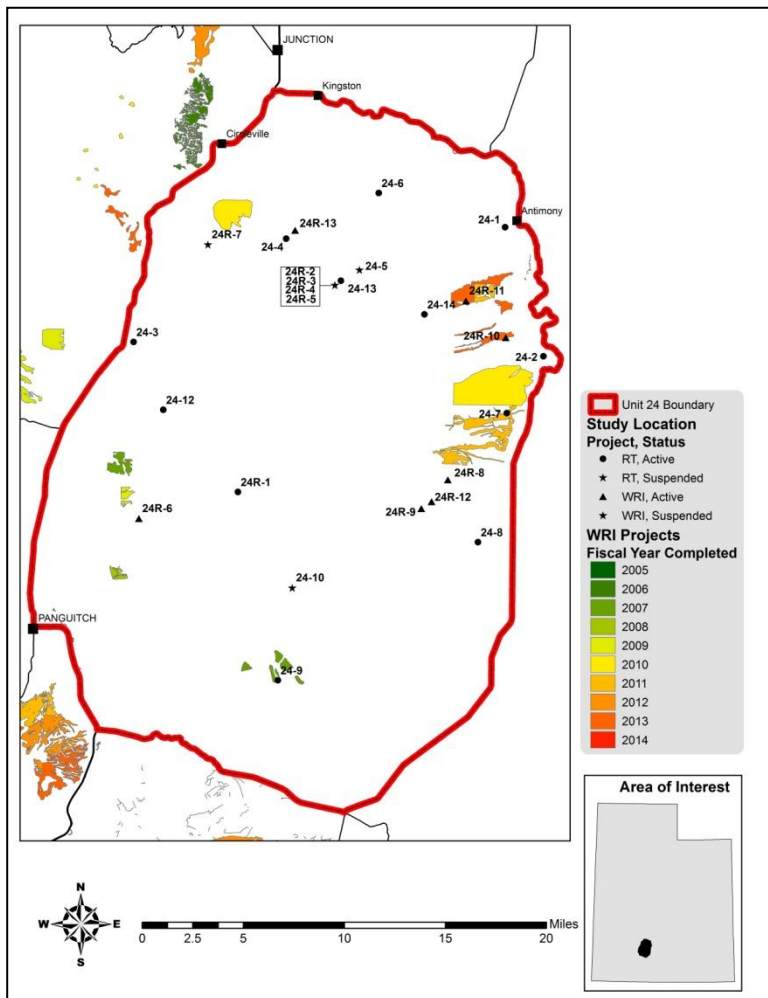 JUNCTION
Kingston
Circleville
24-6
24-1
Antimony
24R-13
24R-7
24-4
24R-2
24R-3
24R-4
24R-5
24-5
24-13
24R-11
24-14
24R-10
24-3
24-2
24-12
24-7
24R-8
24R-1
24R-12
24R-9
24R-6
24-8
24-10
PANGUITCH
24-9
Unit 24 Boundary
Study Location
Project, Status
RT, Active
RT, Suspended
WRI, Active
WRI, Suspended
WRI Projects
Fiscal Year Completed
2005
2006
2007
2008
2009
2010
2011
2012
2013
2014
Area of Interest
N
W E
S
Miles
0 2.5 5 10 15 20